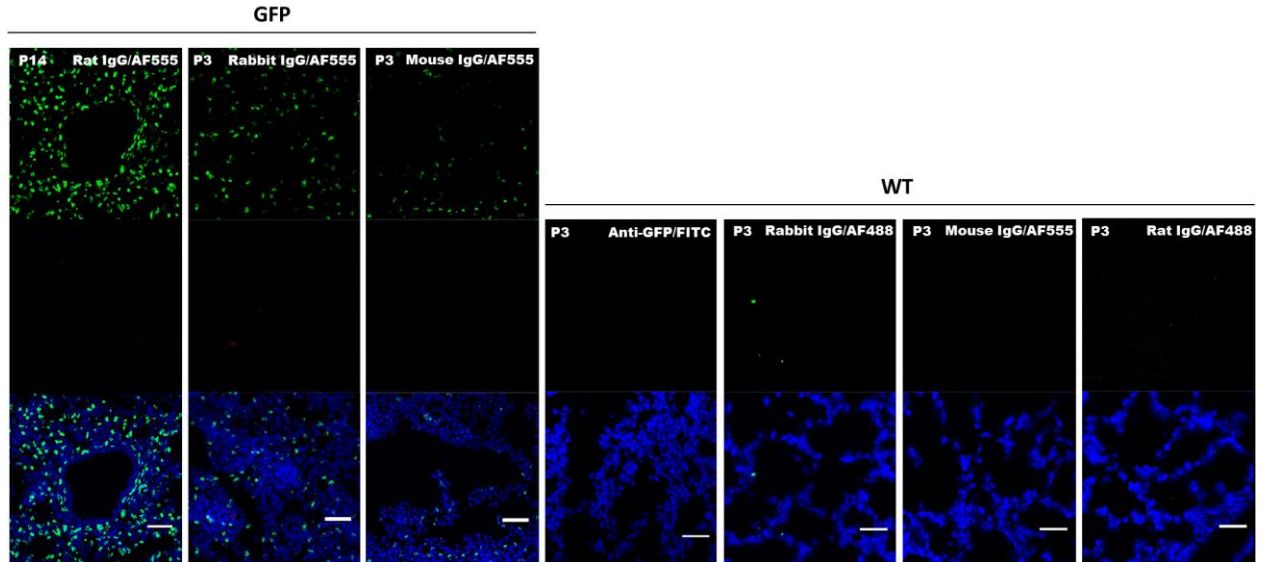 GFP
P14 Rat IgG/AF555
P3 Rabbit IgG/AF555
P3 Mouse IgG/AF555
WT
P3 Anti-GFP/FITC
P3 Rabbit IgG/AF488
P3 Mouse IgG/AF555
P3 Rat IgG/AF488